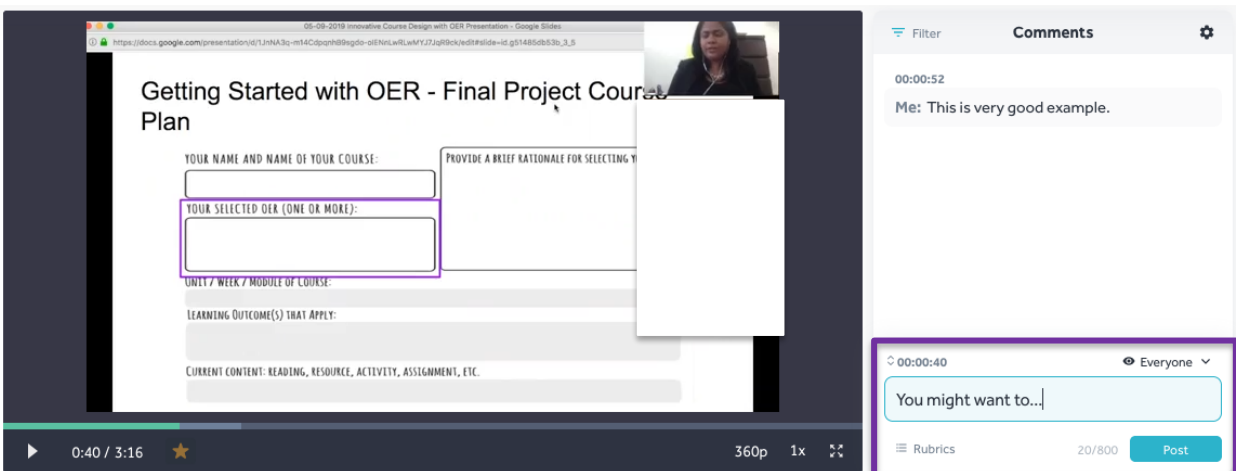 05-09-2019 Innovative Course Design with OER Presentation - Google Slides
Getting Started with OER - Final Project Course
Plan
YOUR NAME AND NAME OF YOUR COURSE:
PROVIDE A BRIEF RATIONALE FOR SELECTING
YOUR SELECTED OER (ONE OR MORE):
UNIT / WEEK / MODULE OF COURSE:
LEARNING OUTCOME(S) THAT APPLY:
CURRENT CONTENT: READING, RESOURCE, ACTIVITY, ASSIGNMENT, ETC.
0:40 / 3:16
360p
1x
Filter
Comments
00:00:52
Me: This is very good example.
00:00:40
Everyone
You might want to...
Rubrics
20/800
Post